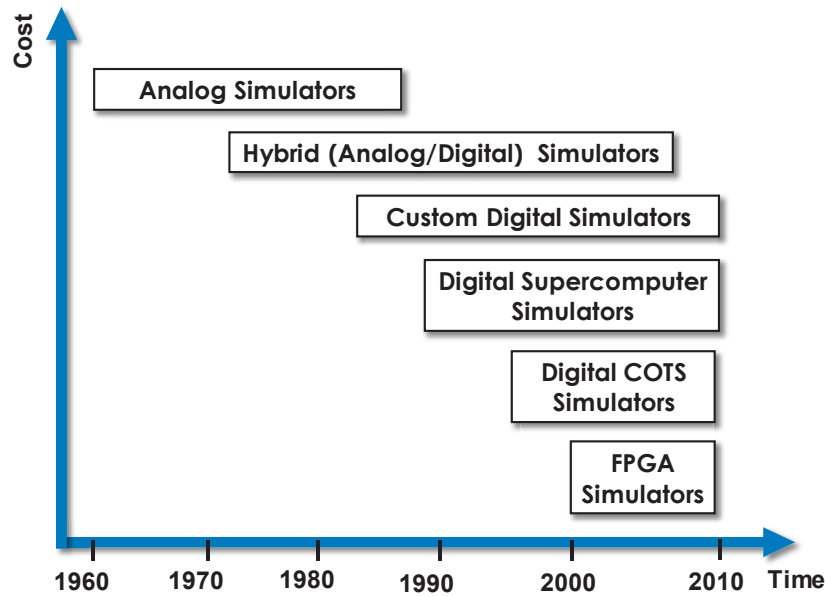 Cost
Analog Simulators
Hybrid (Analog/Digital) Simulators
Custom Digital Simulators
Digital Supercomputer
Simulators
Digital COTS
Simulators
FPGA
Simulators
1960 1970 1980 1990 2000 2010 Time